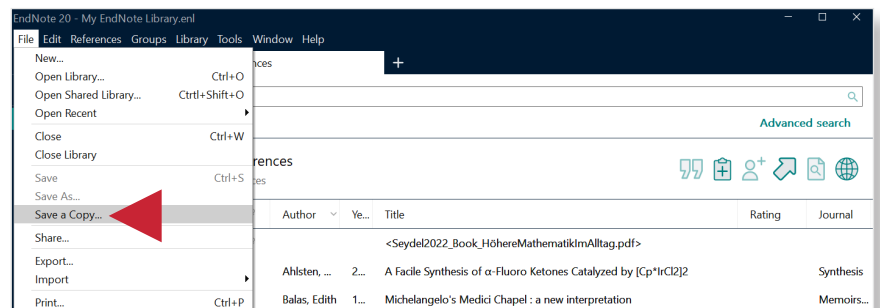 EndNote 20 - My EndNote Library.enl
File Edit References Groups Library Tools Window Help
New...
Open Library... Ctrl+O
Open Shared Library... Ctrtl+Shift+O
Open Recent
Close Ctrl+W
Close Library
Save Ctrl+S
Save As...
Save a Copy...
Share...
Export...
Import
Print... Ctrl+P
nces
+
Advanced search
rences
ces
Author Ye... Title Rating Journal
<Seydel2022_Book_HöhereMathematikImAlltag.pdf>
Ahlsten, ... 2... A Facile Synthesis of α-Fluoro Ketones Catalyzed by [Cp*IrCl2]2 Synthesis
Balas, Edith 1... Michelangelo's Medici Chapel : a new interpretation Memoirs...